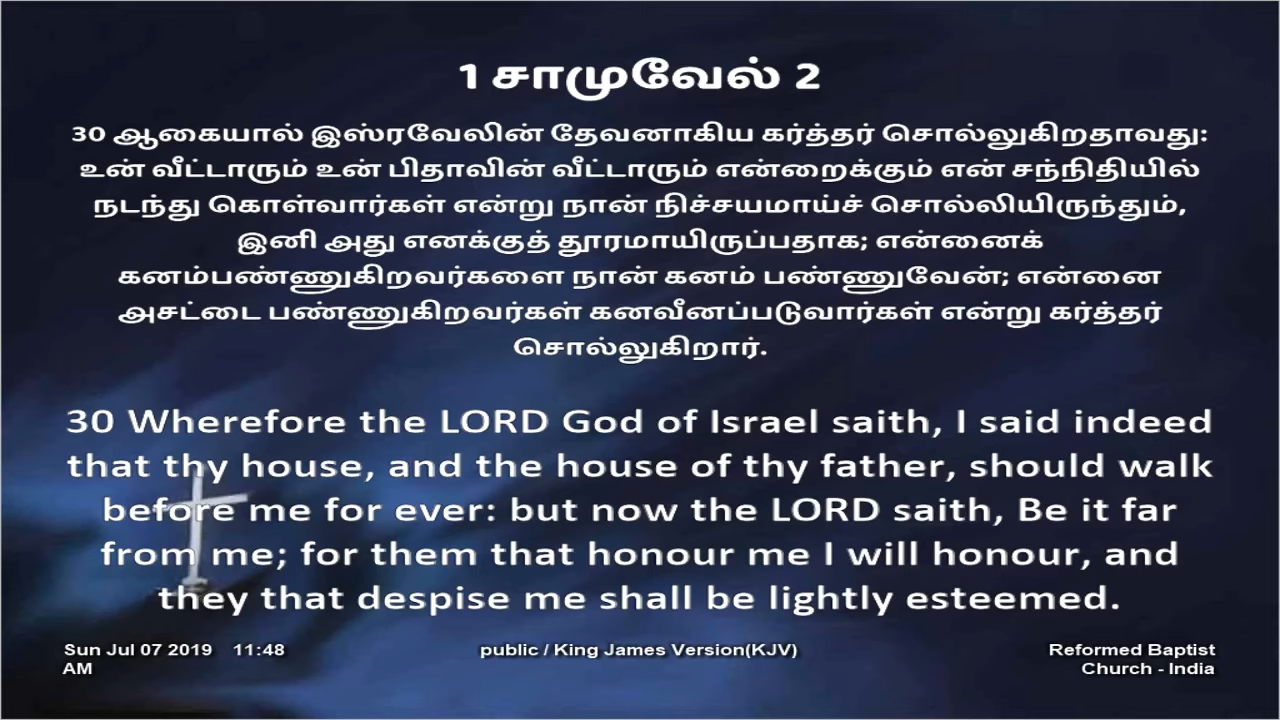 1 சாமுவேல் 2
30 ஆகையால் இஸ்ரவேலின் தேவனாகிய கர்த்தர் சொல்லுகிறதாவது:
உன் வீட்டாரும் உன் பிதாவின் வீட்டாரும் என்றைக்கும் என் சந்நிதியில்
நடந்து கொள்வார்கள் என்று நான் நிச்சயமாய்ச் சொல்லியிருந்தும்,
இனி அது எனக்குத் தூரமாயிருப்பதாக; என்னைக்
கனம்பண்ணுகிறவர்களை நான் கனம் பண்ணுவேன்; என்னை
அசட்டை பண்ணுகிறவர்கள் கனவீனப்படுவார்கள் என்று கர்த்தர்
சொல்லுகிறார்.
30 Wherefore the LORD God of Israel saith, I said indeed
that thy house, and the house of thy father, should walk
before me for ever: but now the LORD saith, Be it far
from me; for them that honour me I will honour, and
they that despise me shall be lightly esteemed.
Sun Jul 07 2019 11:48
AM
public / King James Version(KJV)
Reformed Baptist
Church - India